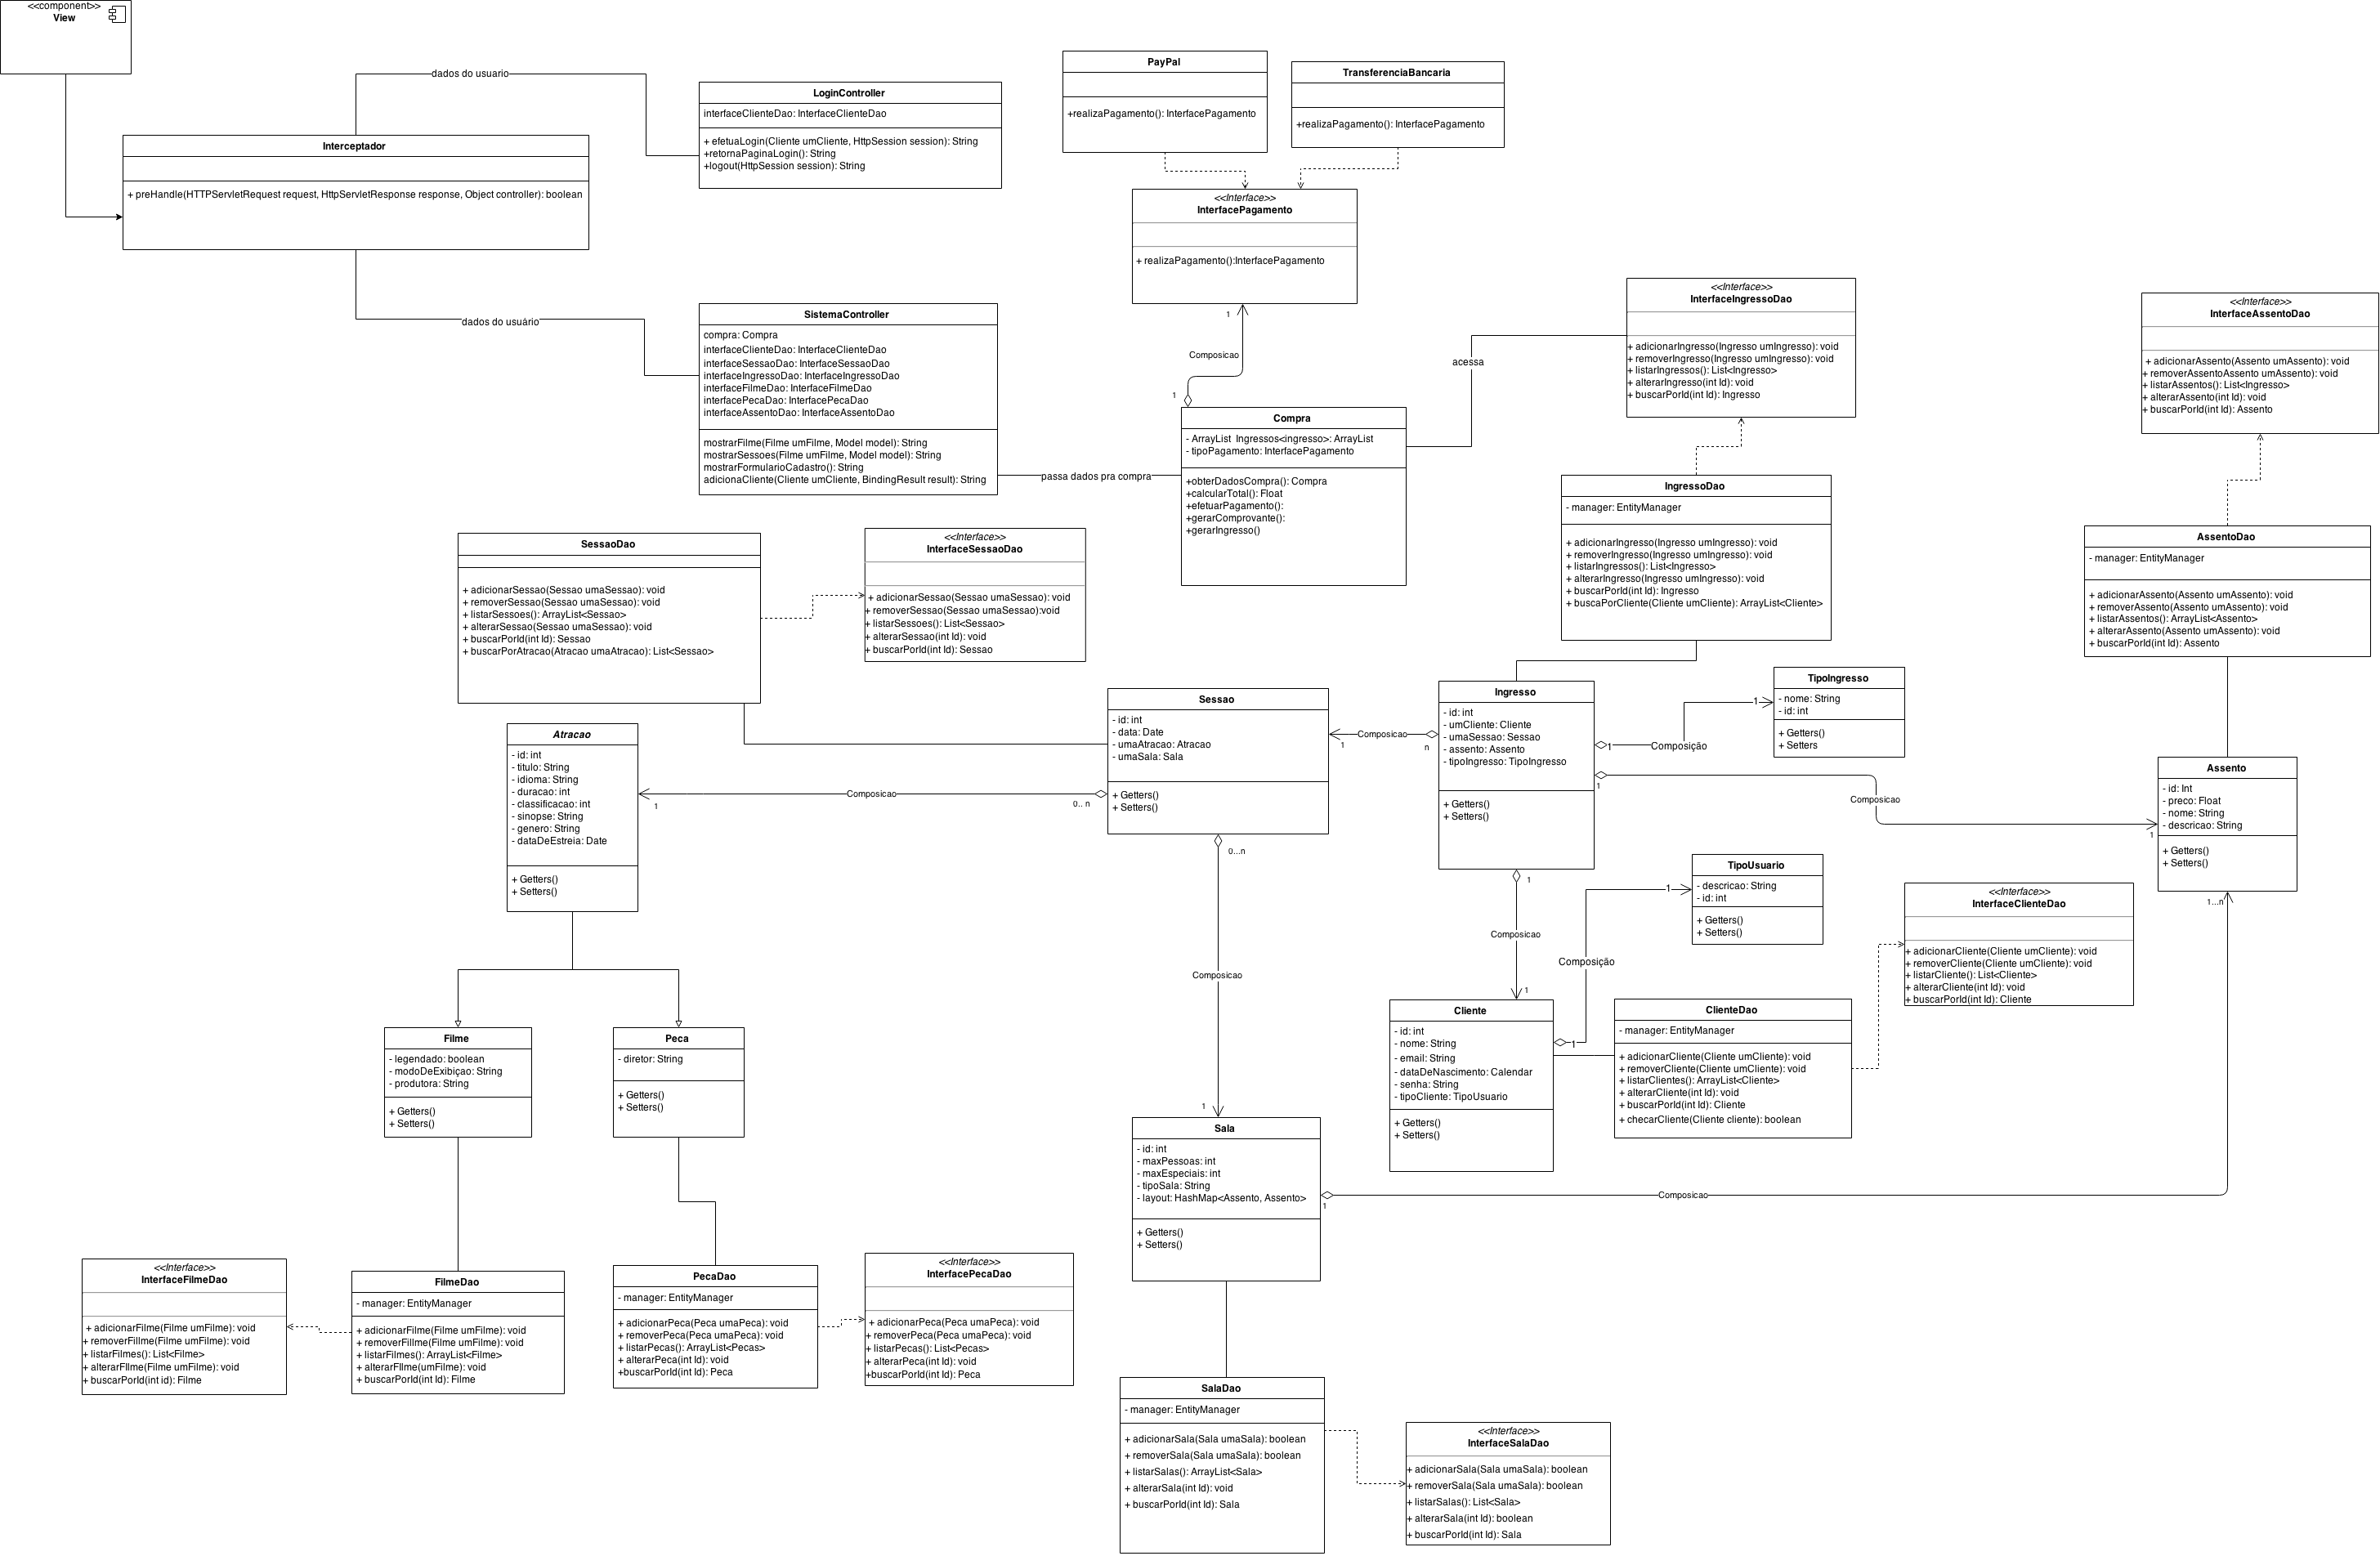 <<component>>
View
dados do usuario
Interceptador
+ preHandle(HTTPServletRequest request, HttpServletResponse response, Object controller): boolean
LoginController
interfaceClienteDao: InterfaceClienteDao
+ efetuaLogin(Cliente umCliente, HttpSession session): String
+retornaPaginaLogin(): String
+logout(HttpSession session): String
PayPal
+realizaPagamento(): InterfacePagamento
TransferenciaBancaria
+realizaPagamento(): InterfacePagamento
<<Interface>>
InterfacePagamento
+ realizaPagamento():InterfacePagamento
1
Composicao
1
dados do usuário
SistemaController
compra: Compra
interfaceClienteDao: InterfaceClienteDao
interfaceSessaoDao: InterfaceSessaoDao
interfaceIngressoDao: InterfaceIngressoDao
interfaceFilmeDao: InterfaceFilmeDao
interfacePecaDao: InterfacePecaDao
interfaceAssentoDao: InterfaceAssentoDao
mostrarFilme(Filme umFilme, Model model): String
mostrarSessoes(Filme umFilme, Model model): String
mostrarFormularioCadastro(): String
adicionaCliente(Cliente umCliente, BindingResult result): String
passa dados pra compra
Compra
- ArrayList  Ingressos<ingresso>: ArrayList
- tipoPagamento: InterfacePagamento
+obterDadosCompra(): Compra
+calcularTotal(): Float
+efetuarPagamento():
+gerarComprovante():
+gerarIngresso()
acessa
<<Interface>>
InterfaceIngressoDao
+ adicionarIngresso(Ingresso umIngresso): void
+ removerIngresso(Ingresso umIngresso): void
+ listarIngressos(): List<Ingresso>
+ alterarIngresso(int Id): void
+ buscarPorId(int Id): Ingresso
<<Interface>>
InterfaceAssentoDao
+ adicionarAssento(Assento umAssento): void
+ removerAssentoAssento umAssento): void
+ listarAssentos(): List<Ingresso>
+ alterarAssento(int Id): void
+ buscarPorId(int Id): Assento
IngressoDao
- manager: EntityManager
+ adicionarIngresso(Ingresso umIngresso): void
+ removerIngresso(Ingresso umIngresso): void
+ listarIngressos(): List<Ingresso>
+ alterarIngresso(Ingresso umIngresso): void
+ buscarPorId(int Id): Ingresso
+ buscaPorCliente(Cliente umCliente): ArrayList<Cliente>
AssentoDao
- manager: EntityManager
+ adicionarAssento(Assento umAssento): void
+ removerAssento(Assento umAssento): void
+ listarAssentos(): ArrayList<Assento>
+ alterarAssento(Assento umAssento): void
+ buscarPorId(int Id): Assento
SessaoDao
+ adicionarSessao(Sessao umaSessao): void
+ removerSessao(Sessao umaSessao): void
+ listarSessoes(): ArrayList<Sessao>
+ alterarSessao(Sessao umaSessao): void
+ buscarPorId(int Id): Sessao
+ buscarPorAtracao(Atracao umaAtracao): List<Sessao>
<<Interface>>
InterfaceSessaoDao
+ adicionarSessao(Sessao umaSessao): void
+ removerSessao(Sessao umaSessao):void
+ listarSessoes(): List<Sessao>
+ alterarSessao(int Id): void
+ buscarPorId(int Id): Sessao
Sessao
- id: int
- data: Date
- umaAtracao: Atracao
- umaSala: Sala
+ Getters()
+ Setters()
1
Composicao
n
Ingresso
- id: int
- umCliente: Cliente
- umaSessao: Sessao
- assento: Assento
- tipoIngresso: TipoIngresso
+ Getters()
+ Setters()
1
Composição
1
TipoIngresso
- nome: String
- id: int
+ Getters()
+ Setters
1
Composicao
1
Assento
- id: Int
- preco: Float
- nome: String
- descricao: String
+ Getters()
+ Setters()
1...n
Atracao
- id: int
- titulo: String
- idioma: String
- duracao: int
- classificacao: int
- sinopse: String
- genero: String
- dataDeEstreia: Date
+ Getters()
+ Setters()
1
Composicao
0.. n
0...n
Composicao
1
1
Composicao
1
TipoUsuario
- descricao: String
- id: int
+ Getters()
+ Setters()
1
Composição
1
<<Interface>>
InterfaceClienteDao
+ adicionarCliente(Cliente umCliente): void
+ removerCliente(Cliente umCliente): void
+ listarCliente(): List<Cliente>
+ alterarCliente(int Id): void
+ buscarPorId(int Id): Cliente
Cliente
- id: int
- nome: String
- email: String
- dataDeNascimento: Calendar
- senha: String
- tipoCliente: TipoUsuario
+ Getters()
+ Setters()
ClienteDao
- manager: EntityManager
+ adicionarCliente(Cliente umCliente): void
+ removerCliente(Cliente umCliente): void
+ listarClientes(): ArrayList<Cliente>
+ alterarCliente(int Id): void
+ buscarPorId(int Id): Cliente
+ checarCliente(Cliente cliente): boolean
Filme
- legendado: boolean
- modoDeExibiçao: String
- produtora: String
+ Getters()
+ Setters()
Peca
- diretor: String
+ Getters()
+ Setters()
Sala
- id: int
- maxPessoas: int
- maxEspeciais: int
- tipoSala: String
- layout: HashMap<Assento, Assento>
+ Getters()
+ Setters()
1
Composicao
<<Interface>>
InterfaceFilmeDao
+ adicionarFilme(Filme umFilme): void
+ removerFillme(Filme umFilme): void
+ listarFilmes(): List<Filme>
+ alterarFIlme(Filme umFilme): void
+ buscarPorId(int id): Filme
FilmeDao
- manager: EntityManager
+ adicionarFilme(Filme umFilme): void
+ removerFillme(Filme umFilme): void
+ listarFilmes(): ArrayList<Filme>
+ alterarFIlme(umFilme): void
+ buscarPorId(int Id): Filme
PecaDao
- manager: EntityManager
+ adicionarPeca(Peca umaPeca): void
+ removerPeca(Peca umaPeca): void
+ listarPecas(): ArrayList<Pecas>
+ alterarPeca(int Id): void
+buscarPorId(int Id): Peca
<<Interface>>
InterfacePecaDao
+ adicionarPeca(Peca umaPeca): void
+ removerPeca(Peca umaPeca): void
+ listarPecas(): List<Pecas>
+ alterarPeca(int Id): void
+buscarPorId(int Id): Peca
SalaDao
- manager: EntityManager
+ adicionarSala(Sala umaSala): boolean
+ removerSala(Sala umaSala): boolean
+ listarSalas(): ArrayList<Sala>
+ alterarSala(int Id): void
+ buscarPorId(int Id): Sala
<<Interface>>
InterfaceSalaDao
+ adicionarSala(Sala umaSala): boolean
+ removerSala(Sala umaSala): boolean
+ listarSalas(): List<Sala>
+ alterarSala(int Id): boolean
+ buscarPorId(int Id): Sala